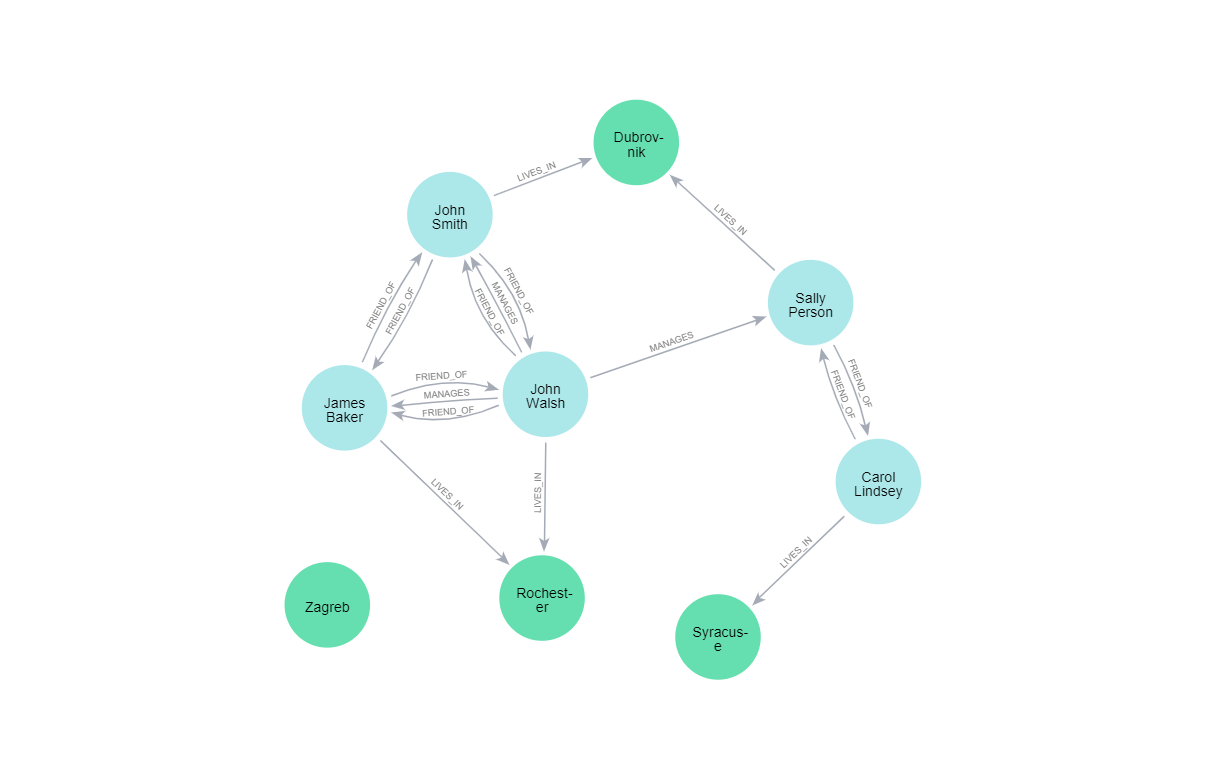 Dubrov-
nik
LIVES_IN
John
Smith
LIVES_IN
Sally
Person
FRIEND_OF
FRIEND_OF
FRIEND_OF
MANAGES
FRIEND_OF
MANAGES
James
Baker
FRIEND_OF
MANAGES
FRIEND_OF
John
Walsh
FRIEND_OF
FRIEND_OF
Carol
Lindsey
LIVES_IN
LIVES_IN
LIVES_IN
Zagreb
Rochest-
er
Syracus-
e